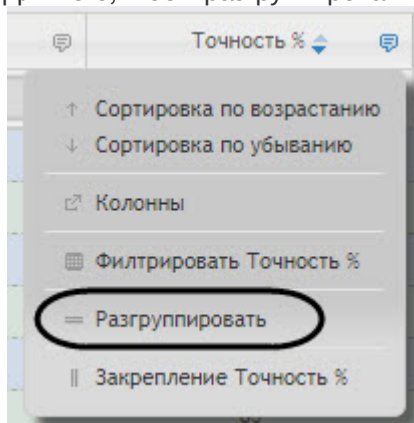 Точность %
Сортировка по возрастанию
Сортировка по убыванию
Колонны
Филтрировать Точность %
Разгруппировать
Закрепление Точность %